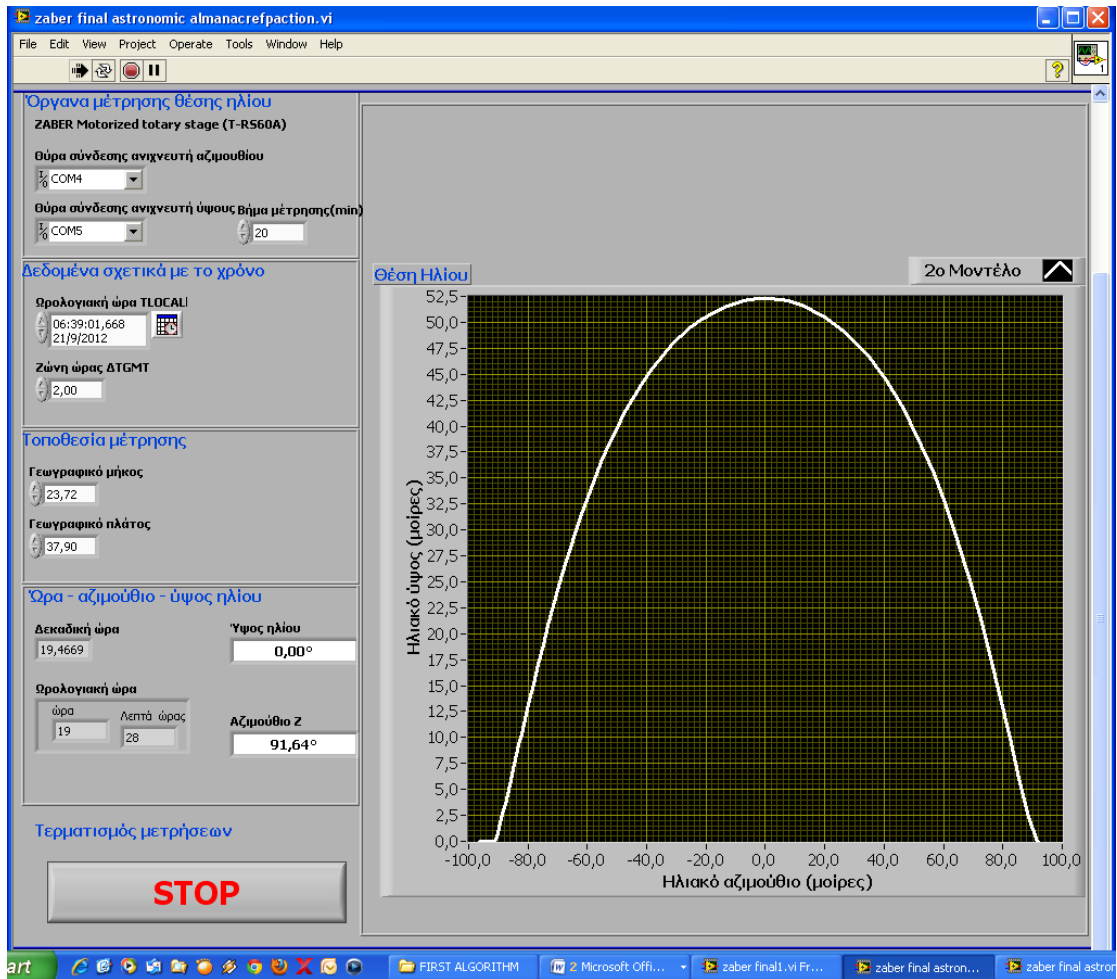 zaber final astronomic almanacrefpaction.vi
File Edit View Project Operate Tools Window Help
1
Όργανα μέτρησης θέσης ηλίου
ZABER Motorized totary stage (T-RS60A)
Θύρα σύνδεσης ανιχνευτή αζιμουθίου
COM4
Θύρα σύνδεσης ανιχνευτή ύψους Βήμα μέτρησης(min)
COM5 20
Δεδομένα σχετικά με το χρόνο
Ωρολογιακή ώρα TLOCAL
06:39:01,668
21/9/2012
Ζώνη ώρας ΔTGMT
2,00
Τοποθεσία μέτρησης
Γεωγραφικό μήκος
23,72
Γεωγραφικό πλάτος
37,90
Ώρα - αζιμούθιο - ύψος ηλίου
Δεκαδική ώρα Ύψος ηλίου
19,4669 0,00°
Ωρολογιακή ώρα
ώρα Λεπτά ώρας
19 28
Αζιμούθιο Z
91,64°
Τερματισμός μετρήσεων
STOP
Θέση Ηλίου 2ο Μοντέλο
52,5
50,0
47,5
45,0
42,5
40,0
37,5
35,0
32,5
30,0
27,5
25,0
22,5
20,0
17,5
15,0
12,5
10,0
7,5
5,0
2,5
0,0
Ηλιακό ύψος (μοίρες)
-100,0 -80,0 -60,0 -40,0 -20,0 0,0 20,0 40,0 60,0 80,0 100,0
Ηλιακό αζιμούθιο (μοίρες)
art FIRST ALGORITHM 2 Microsoft Offi... zaber final1.vi Fr... zaber final astron... zaber final astro